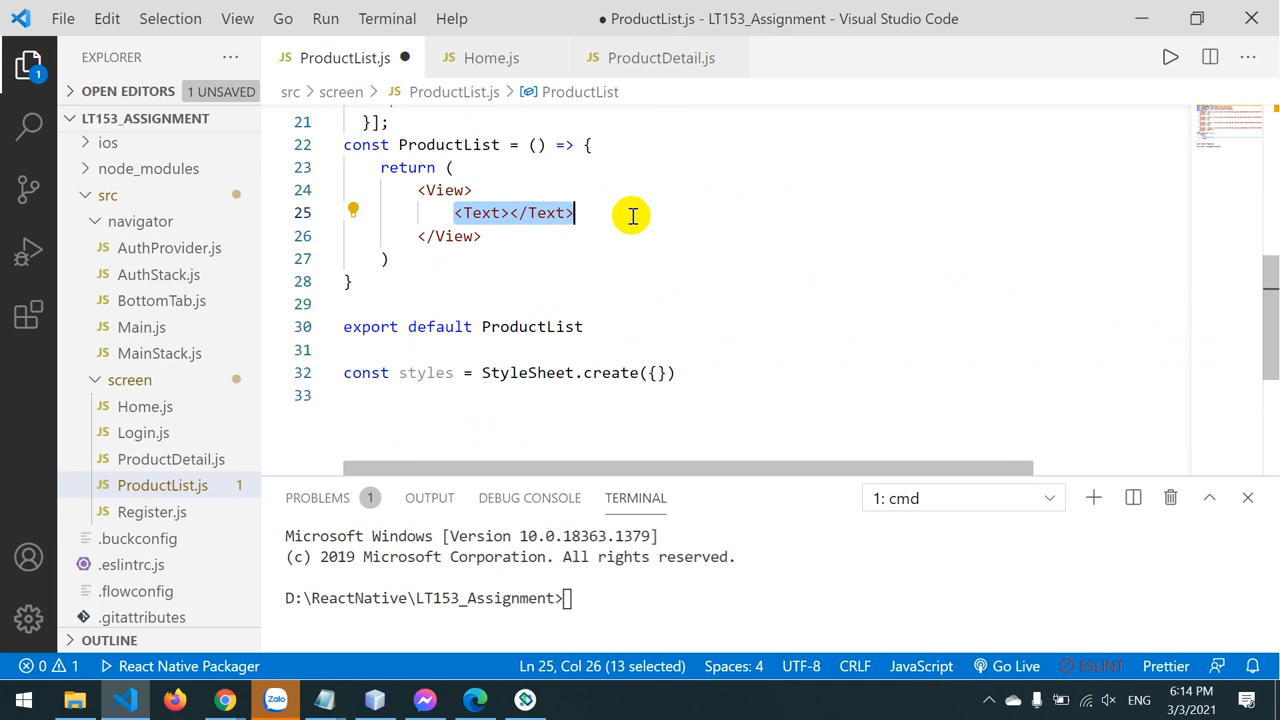 File Edit Selection View Go Run Terminal Help ● ProductList.js - LT153_Assignment - Visual Studio Code
EXPLORER ···
JS ProductList.js ● JS Home.js JS ProductDetail.js ···
OPEN EDITORS 1 UNSAVED
src > screen > JS ProductList.js > ProductList
LT153_ASSIGNMENT
ios
node_modules
src
navigator
JS AuthProvider.js
JS AuthStack.js
JS BottomTab.js
JS Main.js
JS MainStack.js
screen
JS Home.js
JS Login.js
JS ProductDetail.js
JS ProductList.js 1
JS Register.js
.buckconfig
.eslintrc.js
.flowconfig
.gitattributes
OUTLINE
21 }];
22 const ProductList = () => {
23 return (
24 <View>
25 <Text></Text>
26 </View>
27 )
28 }
29
30 export default ProductList
31
32 const styles = StyleSheet.create({})
33
PROBLEMS 1 OUTPUT DEBUG CONSOLE TERMINAL 1: cmd
Microsoft Windows [Version 10.0.18363.1379]
(c) 2019 Microsoft Corporation. All rights reserved.
D:\ReactNative\LT153_Assignment>
0 1 React Native Packager Ln 25, Col 26 (13 selected) Spaces: 4 UTF-8 CRLF JavaScript Go Live ESLINT Prettier
1
Zalo
ENG
6:14 PM
3/3/2021